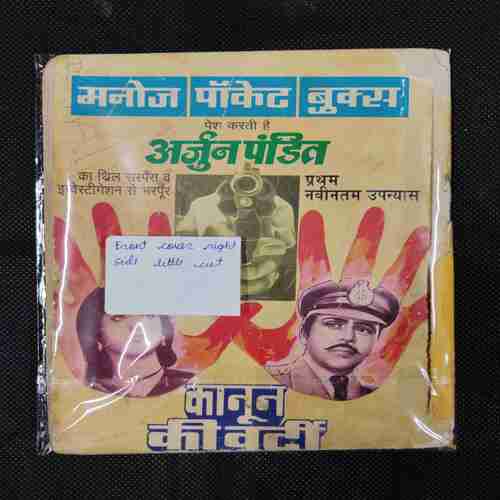 मनोज पॉकेट बुक्स
पेश करती है
अर्जुन पंडित
का थ्रिल सस्पैंस व
इन्वेस्टीगेशन से भरपूर
प्रथम
नवीनतम उपन्यास
Front cover right
side little cut
कानून
की वर्दी